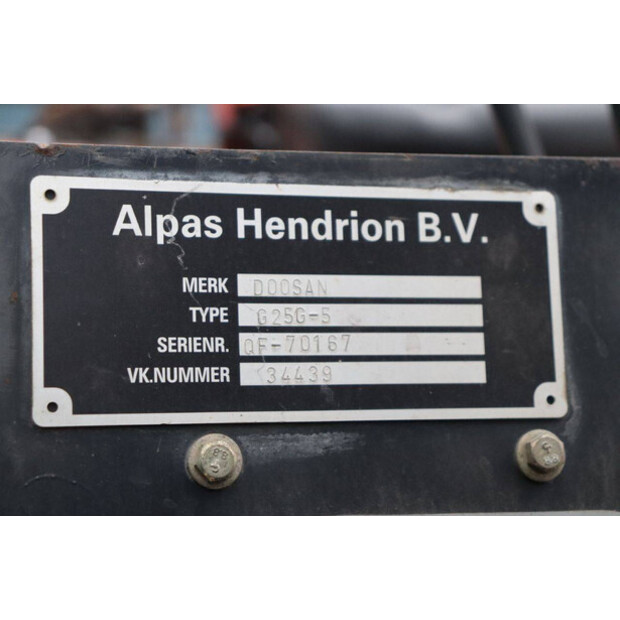 Alpas Hendrion B.V.
MERK DOOSAN
TYPE G25G-5
SERIENR. QF-70167
VK.NUMMER 34439